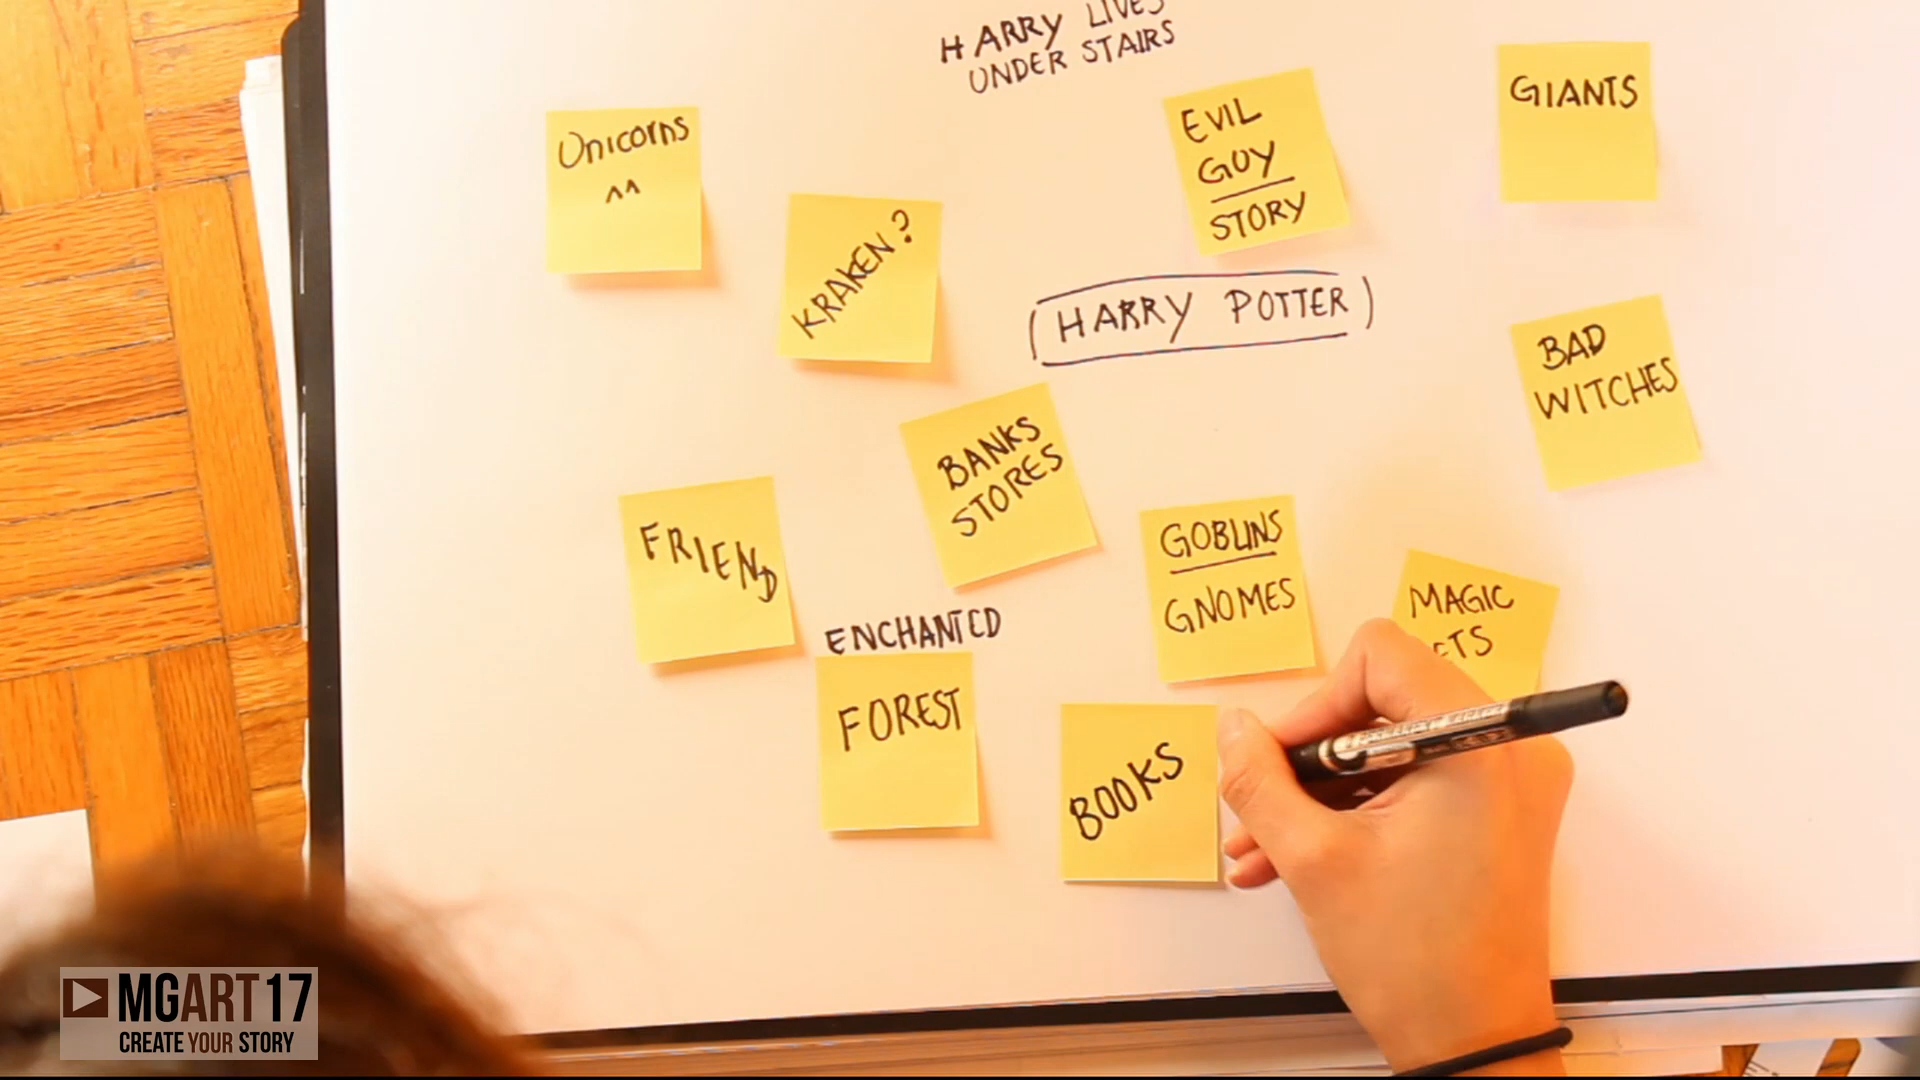 HARRY LIVES
UNDER STAIRS
Unicorns
^^
KRAKEN?
EVIL
GUY
STORY
GIANTS
(HARRY POTTER)
BAD
WITCHES
BANKS
STORES
FRIEND
GOBLINS
GNOMES
MAGIC
ENCHANTED
FOREST
BOOKS
MGART17
CREATE YOUR STORY